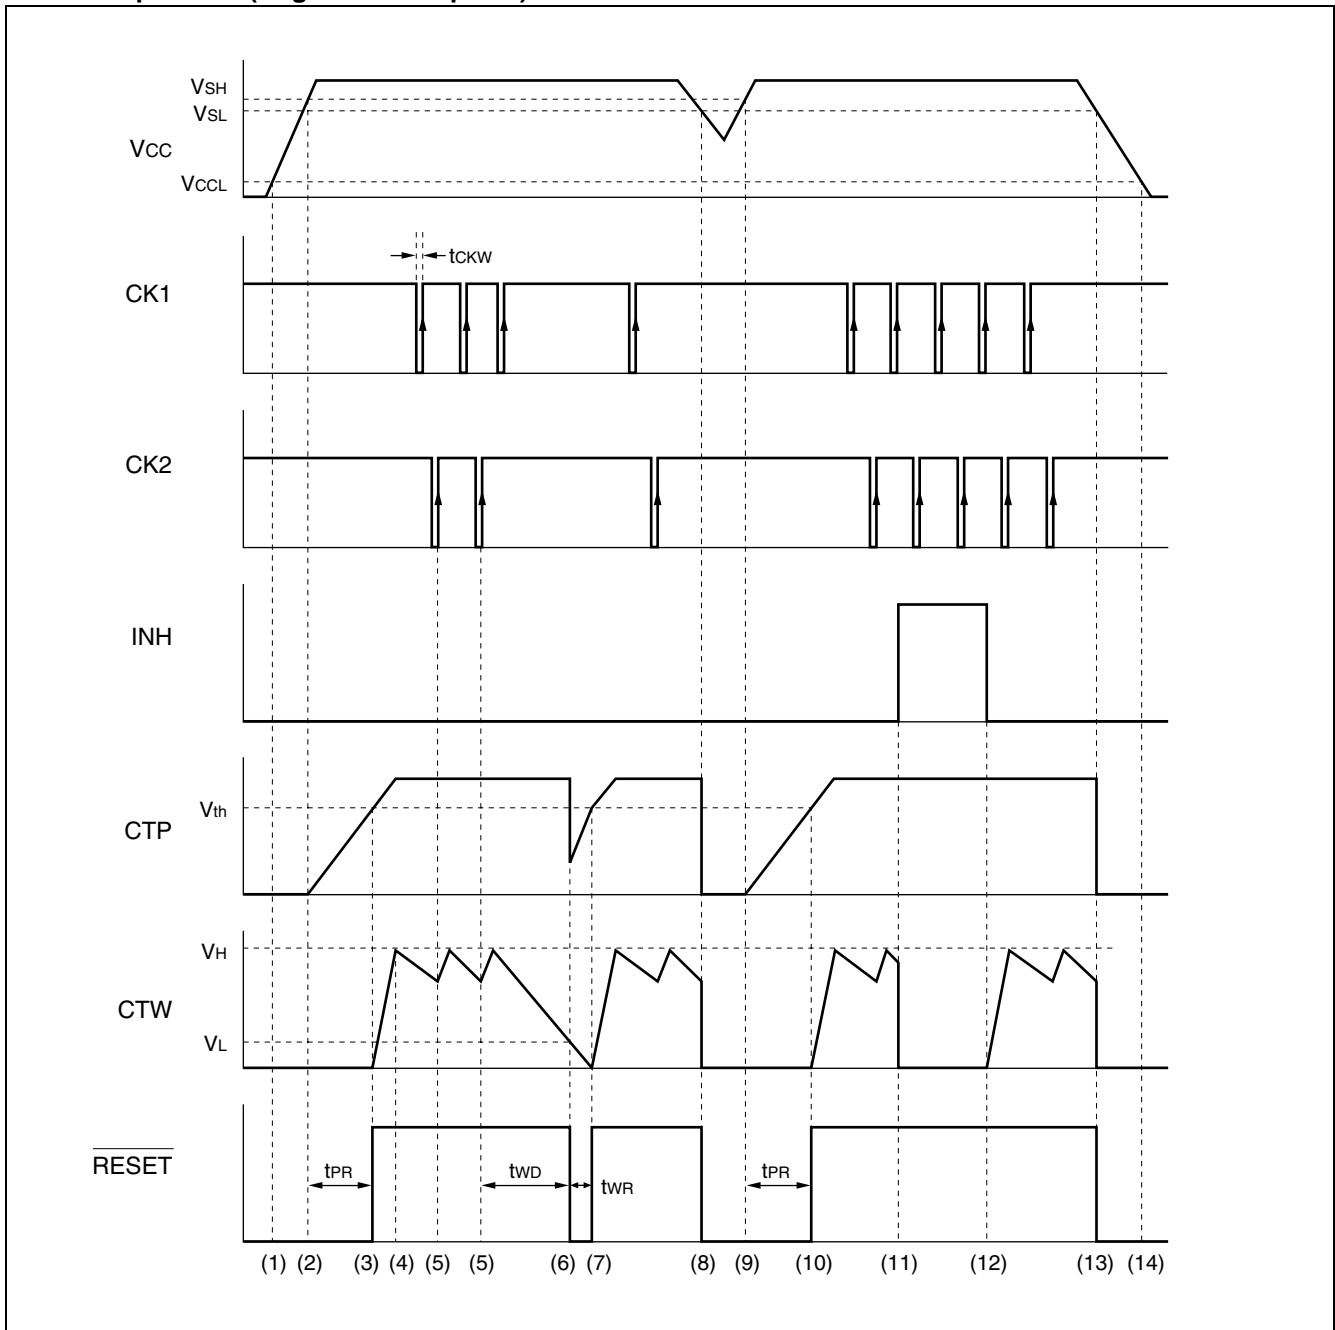 VSH
VSL
VCC
VCCL
tCKW
CK1
CK2
INH
Vth
CTP
VH
CTW
VL
RESET
tPR
tWD
tWR
tPR
(1) (2) (3) (4) (5) (5) (6) (7) (8) (9) (10) (11) (12) (13) (14)